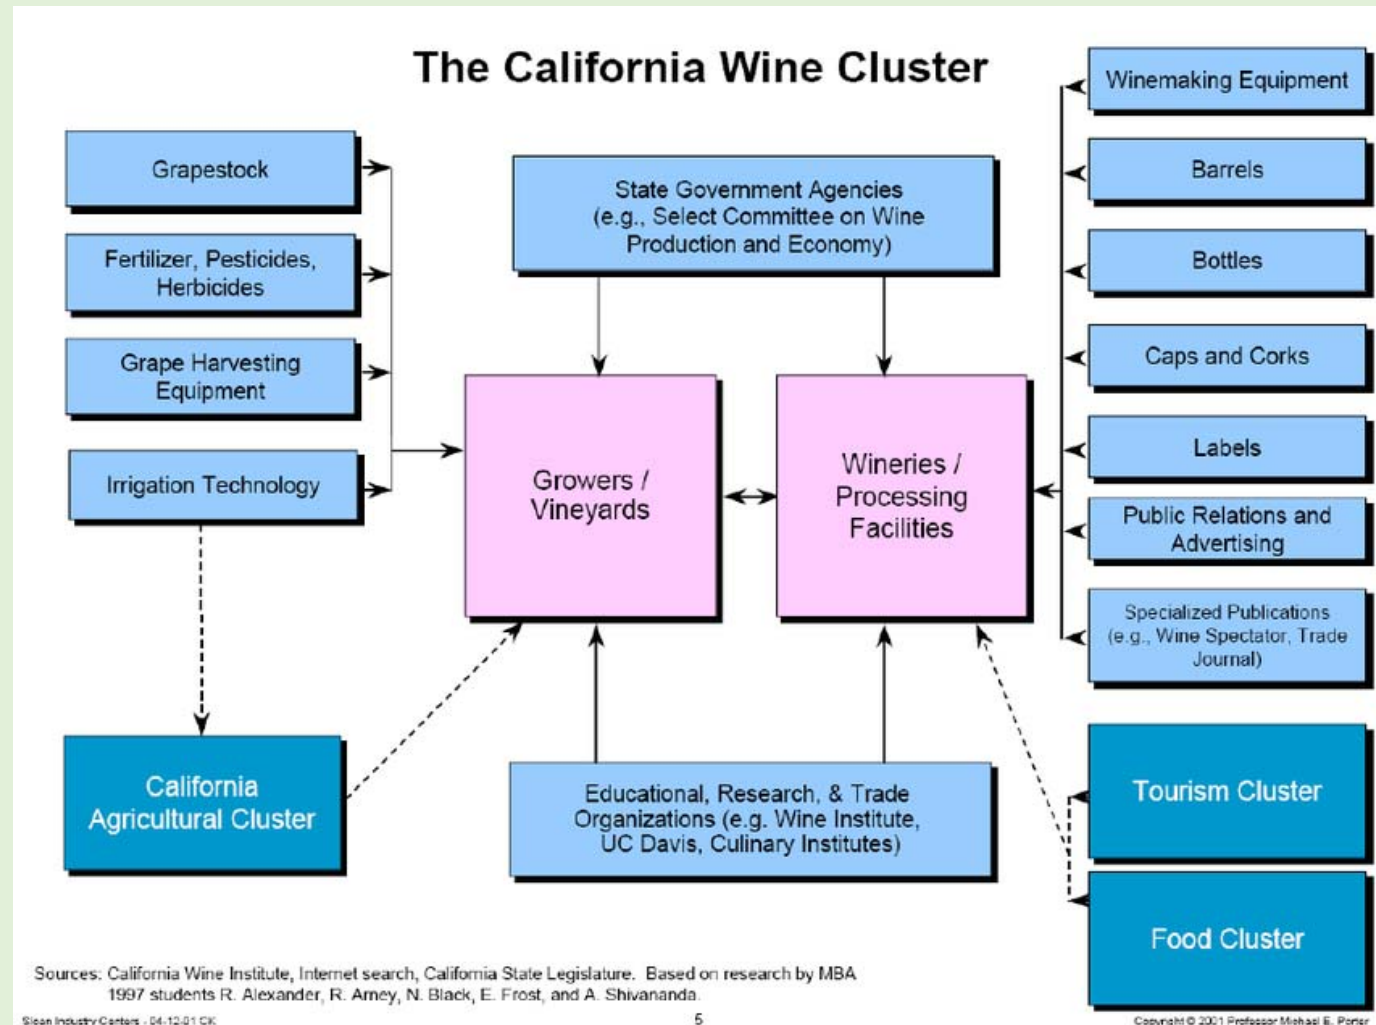 The California Wine Cluster
Grapestock
Fertilizer, Pesticides,
Herbicides
Grape Harvesting
Equipment
Irrigation Technology
California
Agricultural Cluster
State Government Agencies
(e.g., Select Committee on Wine
Production and Economy)
Growers /
Vineyards
Wineries /
Processing
Facilities
Educational, Research, & Trade
Organizations (e.g. Wine Institute,
UC Davis, Culinary Institutes)
Winemaking Equipment
Barrels
Bottles
Caps and Corks
Labels
Public Relations and
Advertising
Specialized Publications
(e.g., Wine Spectator, Trade
Journal)
Tourism Cluster
Food Cluster
Sources: California Wine Institute, Internet search, California State Legislature. Based on research by MBA
1997 students R. Alexander, R. Arney, N. Black, E. Frost, and A. Shivananda.
Sloan Industry Centers - 04-12-01 CK
5
Copyright © 2001 Professor Michael E. Porter